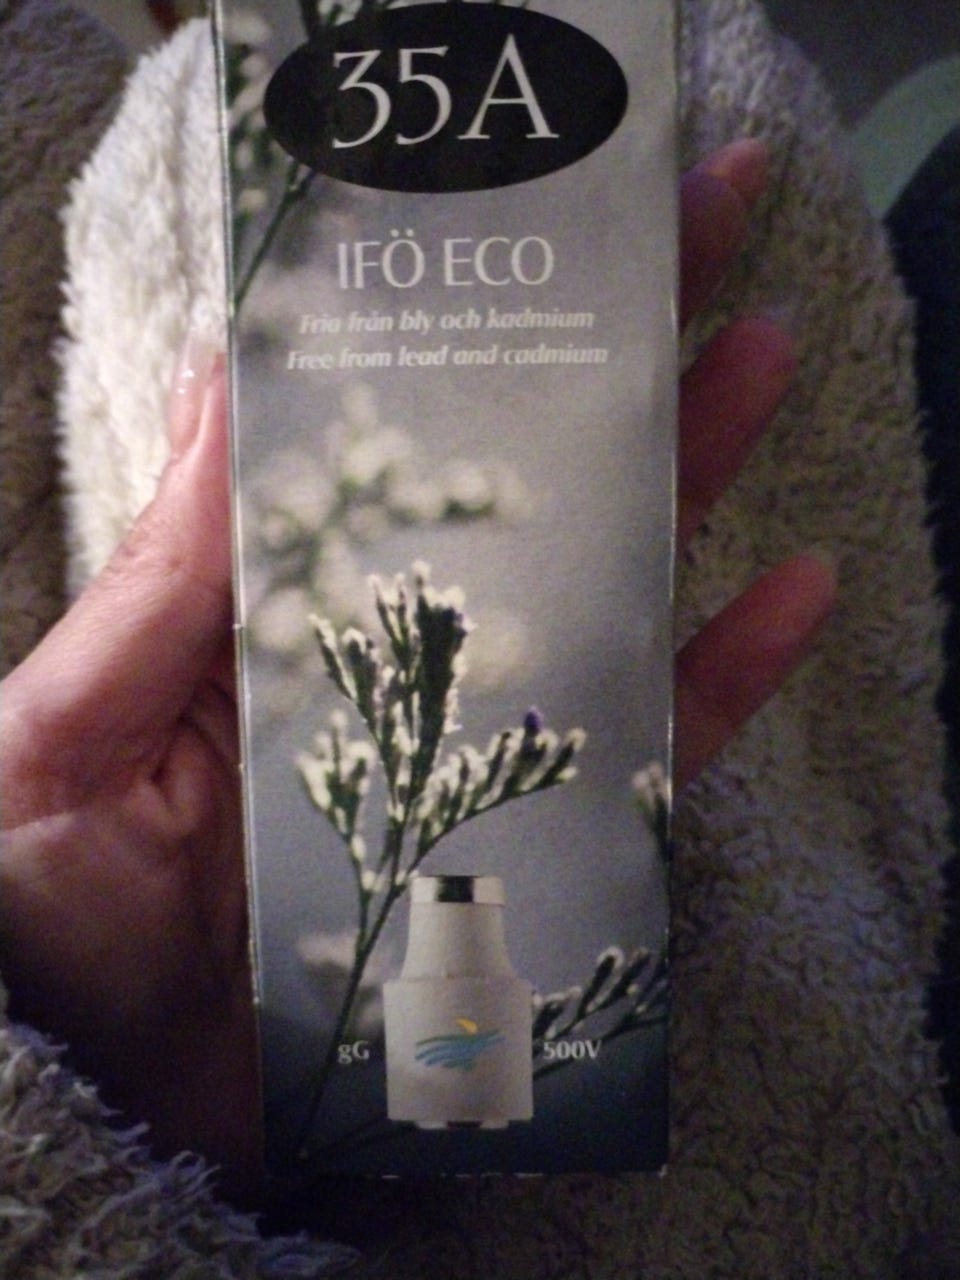 35A
IFÖ ECO
Fria från bly och kadmium
Free from lead and cadmium
gG
500V